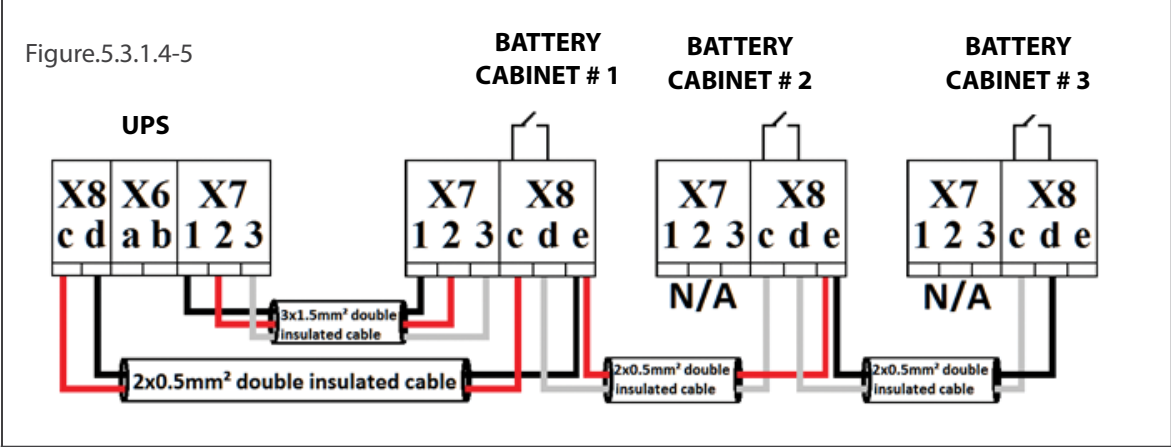 Figure.5.3.1.4-5
BATTERY
CABINET # 1
BATTERY
CABINET # 2
BATTERY
CABINET # 3
UPS
X8 X6 X7
c d a b 1 2 3
X7 X8
1 2 3 c d e
X7 X8
1 2 3 c d e
X7 X8
1 2 3 c d e
N/A
N/A
3x1.5mm² double
insulated cable
2x0.5mm² double insulated cable
2x0.5mm² double
insulated cable
2x0.5mm² double
insulated cable